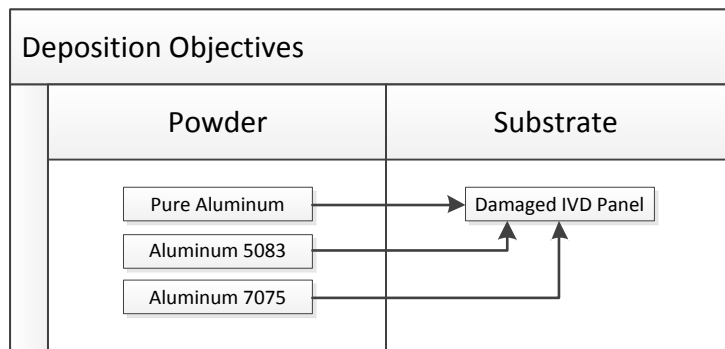 Deposition Objectives
Powder
Substrate
Pure Aluminum
Damaged IVD Panel
Aluminum 5083
Aluminum 7075